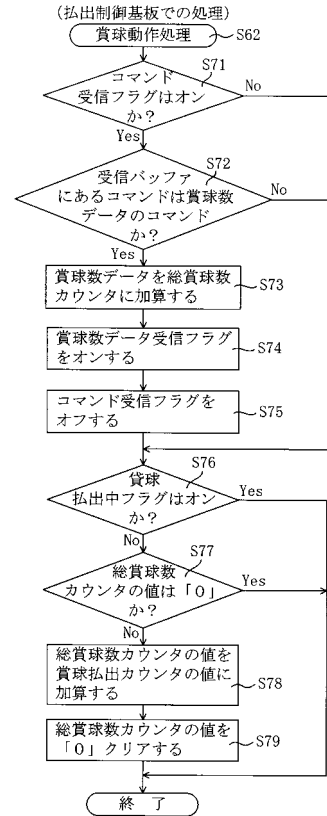 (払出制御基板での処理)
賞球動作処理
S62
コマンド
受信フラグはオン
か?
S71
No
Yes
受信バッファ
にあるコマンドは賞球数
データのコマンド
か?
S72
No
Yes
賞球数データを総賞球数
カウンタに加算する
S73
賞球数データ受信フラグ
をオンする
S74
コマンド受信フラグを
オフする
S75
貸球
払出中フラグはオン
か?
S76
Yes
No
総賞球数
カウンタの値は「0」
か?
S77
Yes
No
総賞球数カウンタの値を
賞球払出カウンタの値に
加算する
S78
総賞球数カウンタの値を
「0」クリアする
S79
終 了